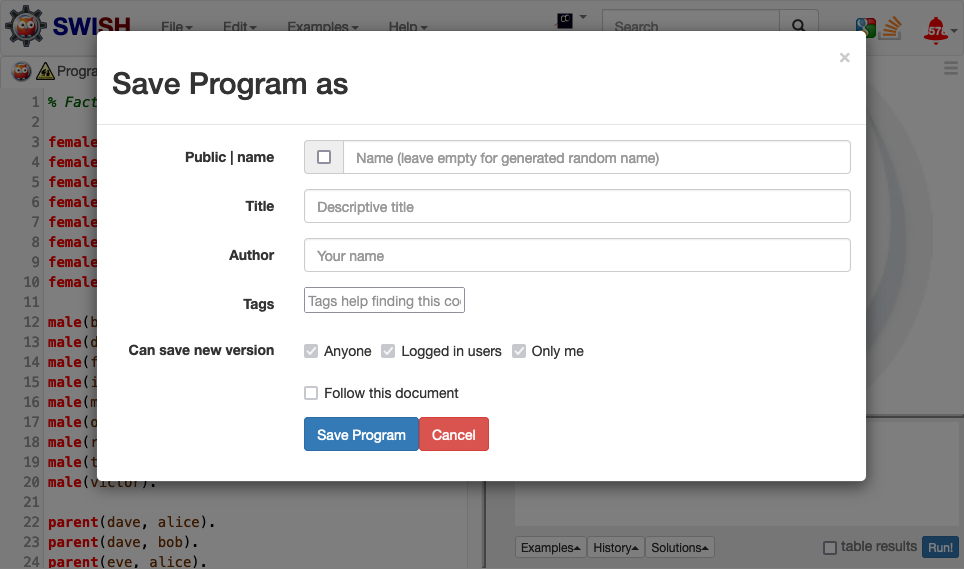 SWISH File Edit Examples Help Search 578
Progra
Save Program as ×
Public | name Name (leave empty for generated random name)
Title Descriptive title
Author Your name
Tags Tags help finding this co
Can save new version Anyone Logged in users Only me
Follow this document
Save Program Cancel
1 % Fact
2
3 female
4 female
5 female
6 female
7 female
8 female
9 female
10 female
11
12 male(b
13 male(d
14 male(f
15 male(i
16 male(m
17 male(o
18 male(r
19 male(t
20 male(victor).
21
22 parent(dave, alice).
23 parent(dave, bob).
24 parent(eve, alice).
Examples History Solutions table results Run!